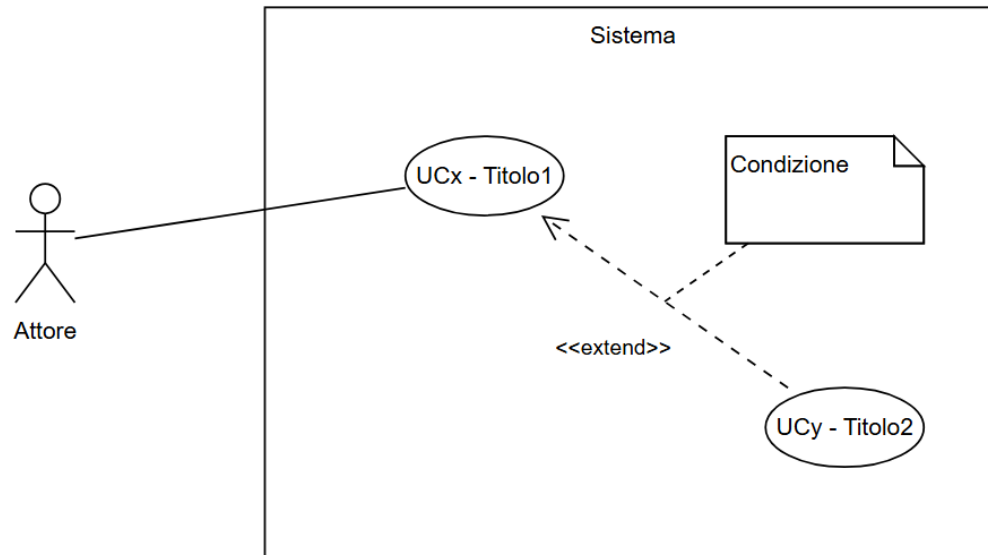 Sistema
UCx - Titolo1
Condizione
Attore
<<extend>>
UCy - Titolo2